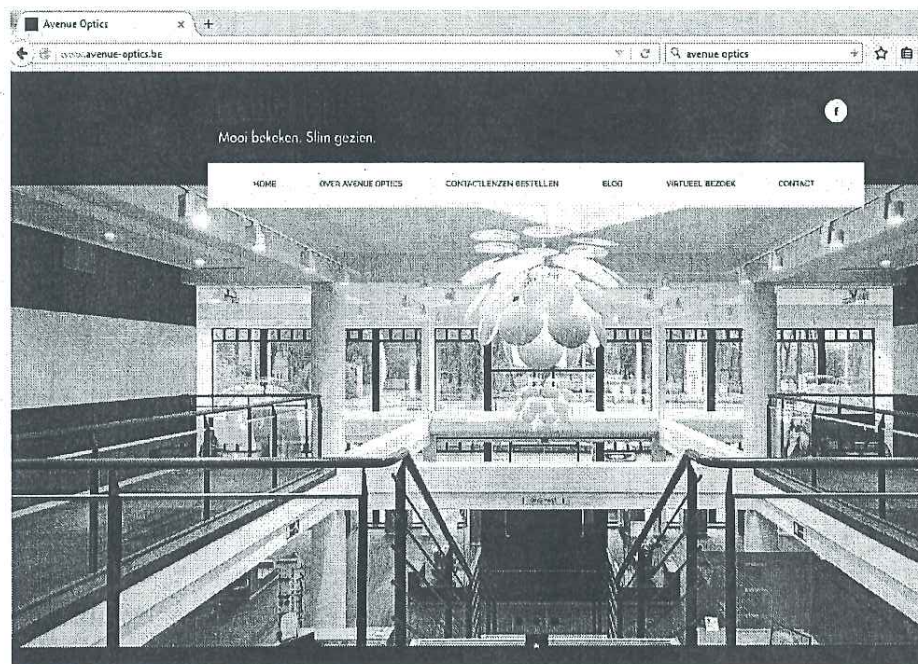 Avenue Optics × +
www.avenue-optics.be avenue optics
f
Mooi bekeken. Slim gezien.
HOME OVER AVENUE OPTICS CONTACTLENZEN BESTELLEN BLOG VIRTUEEL BEZOEK CONTACT